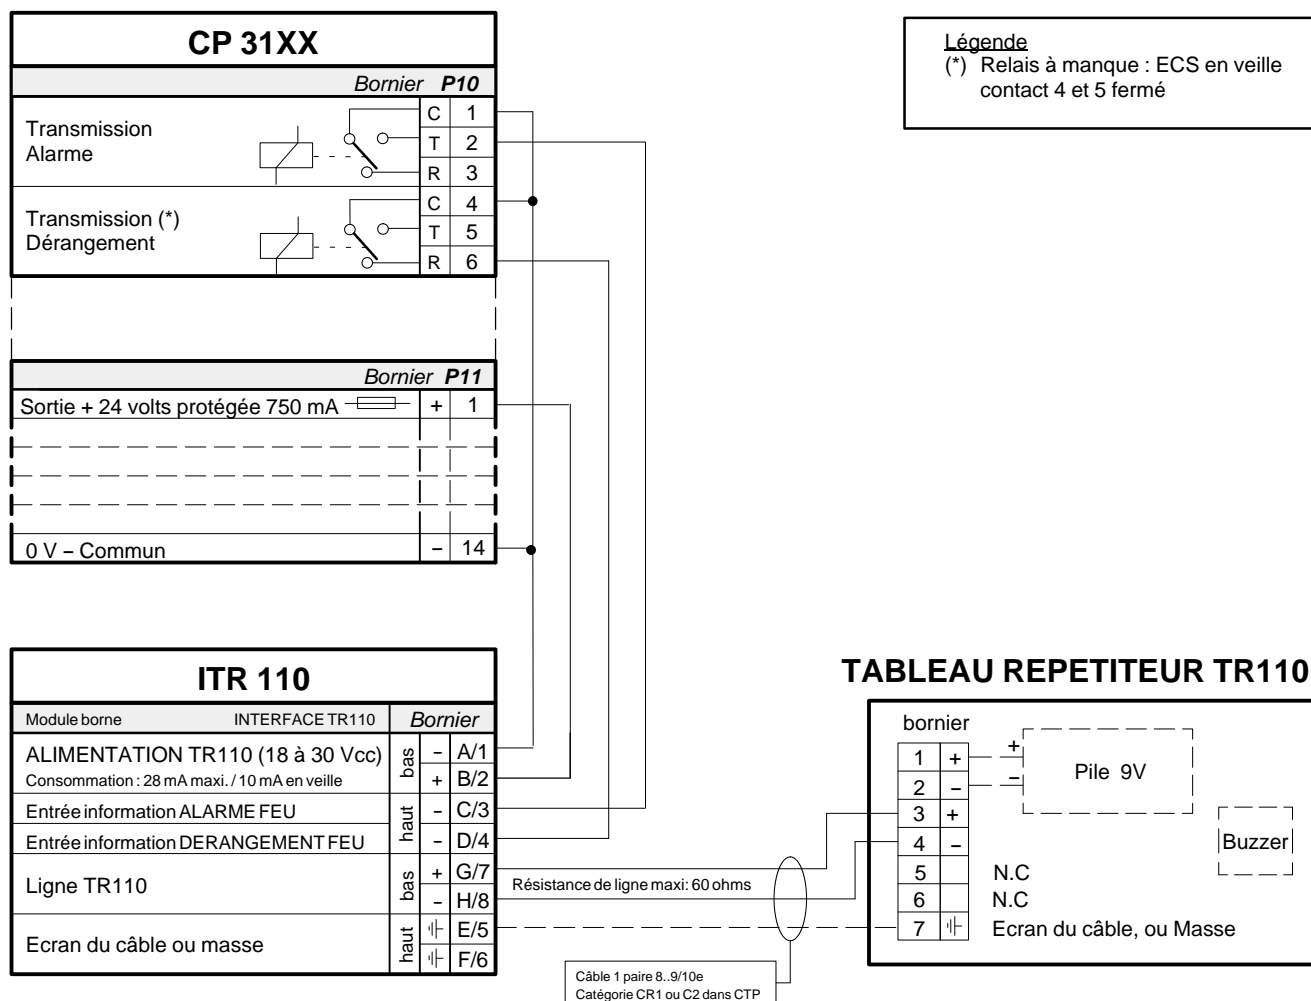 CP 31XX
Bornier P10
Transmission
Alarme
C 1
T 2
R 3
Transmission (*)
Dérangement
C 4
T 5
R 6
Légende
(*) Relais à manque : ECS en veille
contact 4 et 5 fermé
Bornier P11
Sortie + 24 volts protégée 750 mA + 1
0 V – Commun − 14
ITR 110
Module borne INTERFACE TR110 Bornier
ALIMENTATION TR110 (18 à 30 Vcc)
Consommation : 28 mA maxi. / 10 mA en veille
bas
− A/1
+ B/2
Entrée information ALARME FEU
Entrée information DERANGEMENT FEU
haut
− C/3
− D/4
Ligne TR110
bas
+ G/7
− H/8
Ecran du câble ou masse
haut
E/5
F/6
Résistance de ligne maxi: 60 ohms
Câble 1 paire 8..9/10e
Catégorie CR1 ou C2 dans CTP
TABLEAU REPETITEUR TR110
bornier
1 + +
2 − −
Pile 9V
3 +
4 −
Buzzer
5 N.C
6 N.C
7 Ecran du câble, ou Masse